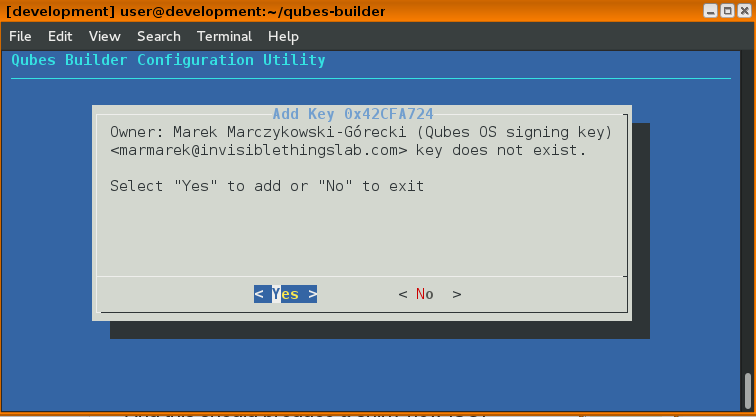 [development] user@development:~/qubes-builder
File Edit View Search Terminal Help
Qubes Builder Configuration Utility
Add Key 0x42CFA724
Owner: Marek Marczykowski-Górecki (Qubes OS signing key)
<marmarek@invisiblethingslab.com> key does not exist.
Select "Yes" to add or "No" to exit
< Yes > < No >